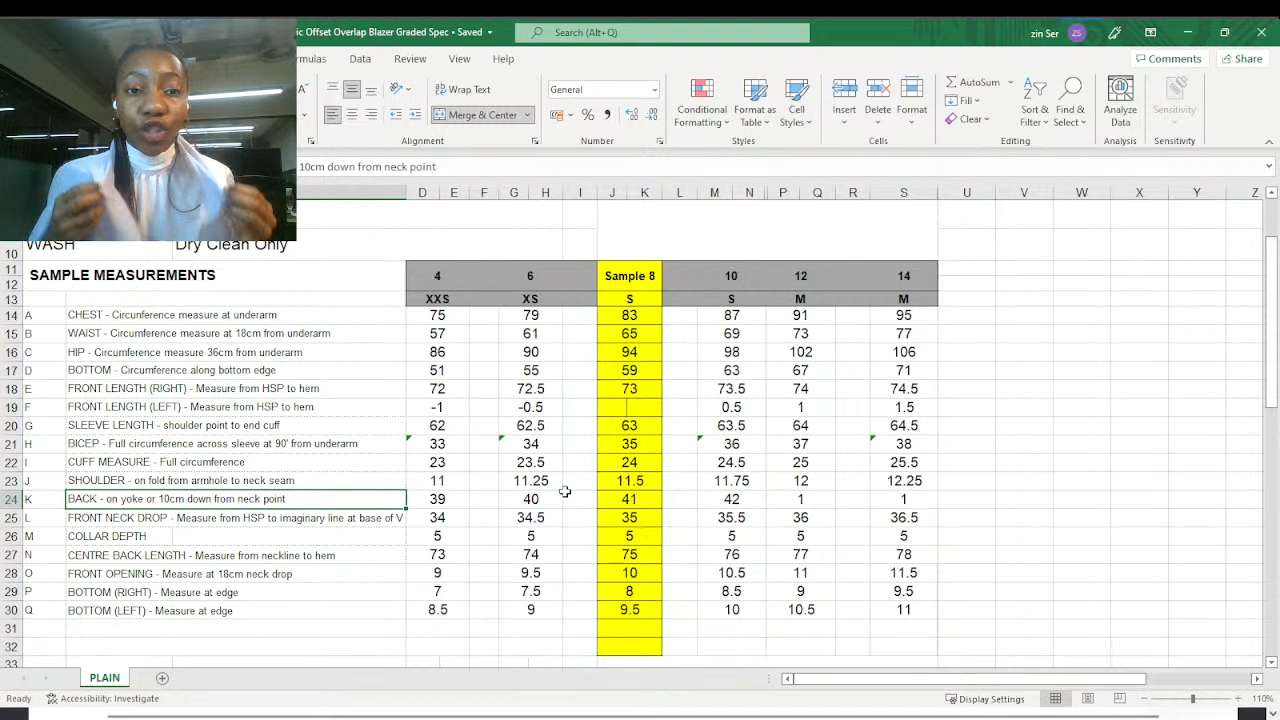 ic Offset Overlap Blazer Graded Spec • Saved
Search (Alt+Q)
zin Ser
ZS
rmulas Data Review View Help
Comments Share
Wrap Text
General
Merge & Center
Conditional Formatting
Format as Table
Cell Styles
Insert
Delete
Format
AutoSum
Fill
Clear
Sort & Filter
Find & Select
Analyze Data
Sensitivity
Alignment Number Styles Cells Editing Analysis Sensitivity
10cm down from neck point
D E F G H I J K L M N P Q R S U V W X Y Z
10 WASH Dry Clean Only
11 SAMPLE MEASUREMENTS 4 6 Sample 8 10 12 14
12
13 XXS XS S S M M
14 A CHEST - Circunference measure at underarm 75 79 83 87 91 95
15 B WAIST - Circumference measure at 18cm from underarm 57 61 65 69 73 77
16 C HIP - Circumference measure 36cm from underarm 86 90 94 98 102 106
17 D BOTTOM - Circumference along bottom edge 51 55 59 63 67 71
18 E FRONT LENGTH (RIGHT) - Measure from HSP to hem 72 72.5 73 73.5 74 74.5
19 F FRONT LENGTH (LEFT) - Measure from HSP to hem -1 -0.5 0.5 1 1.5
20 G SLEEVE LENGTH - shoulder point to end cuff 62 62.5 63 63.5 64 64.5
21 H BICEP - Full circumference across sleeve at 90' from underarm 33 34 35 36 37 38
22 I CUFF MEASURE - Full circumference 23 23.5 24 24.5 25 25.5
23 J SHOULDER - on fold from armhole to neck seam 11 11.25 11.5 11.75 12 12.25
24 K BACK - on yoke or 10cm down from neck point 39 40 41 42 1 1
25 L FRONT NECK DROP - Measure from HSP to imaginary line at base of V 34 34.5 35 35.5 36 36.5
26 M COLLAR DEPTH 5 5 5 5 5 5
27 N CENTRE BACK LENGTH - Measure from neckline to hem 73 74 75 76 77 78
28 O FRONT OPENING - Measure at 18cm neck drop 9 9.5 10 10.5 11 11.5
29 P BOTTOM (RIGHT) - Measure at edge 7 7.5 8 8.5 9 9.5
30 Q BOTTOM (LEFT) - Measure at edge 8.5 9 9.5 10 10.5 11
31
32
33
PLAIN
Ready Accessibility: Investigate Display Settings 110%